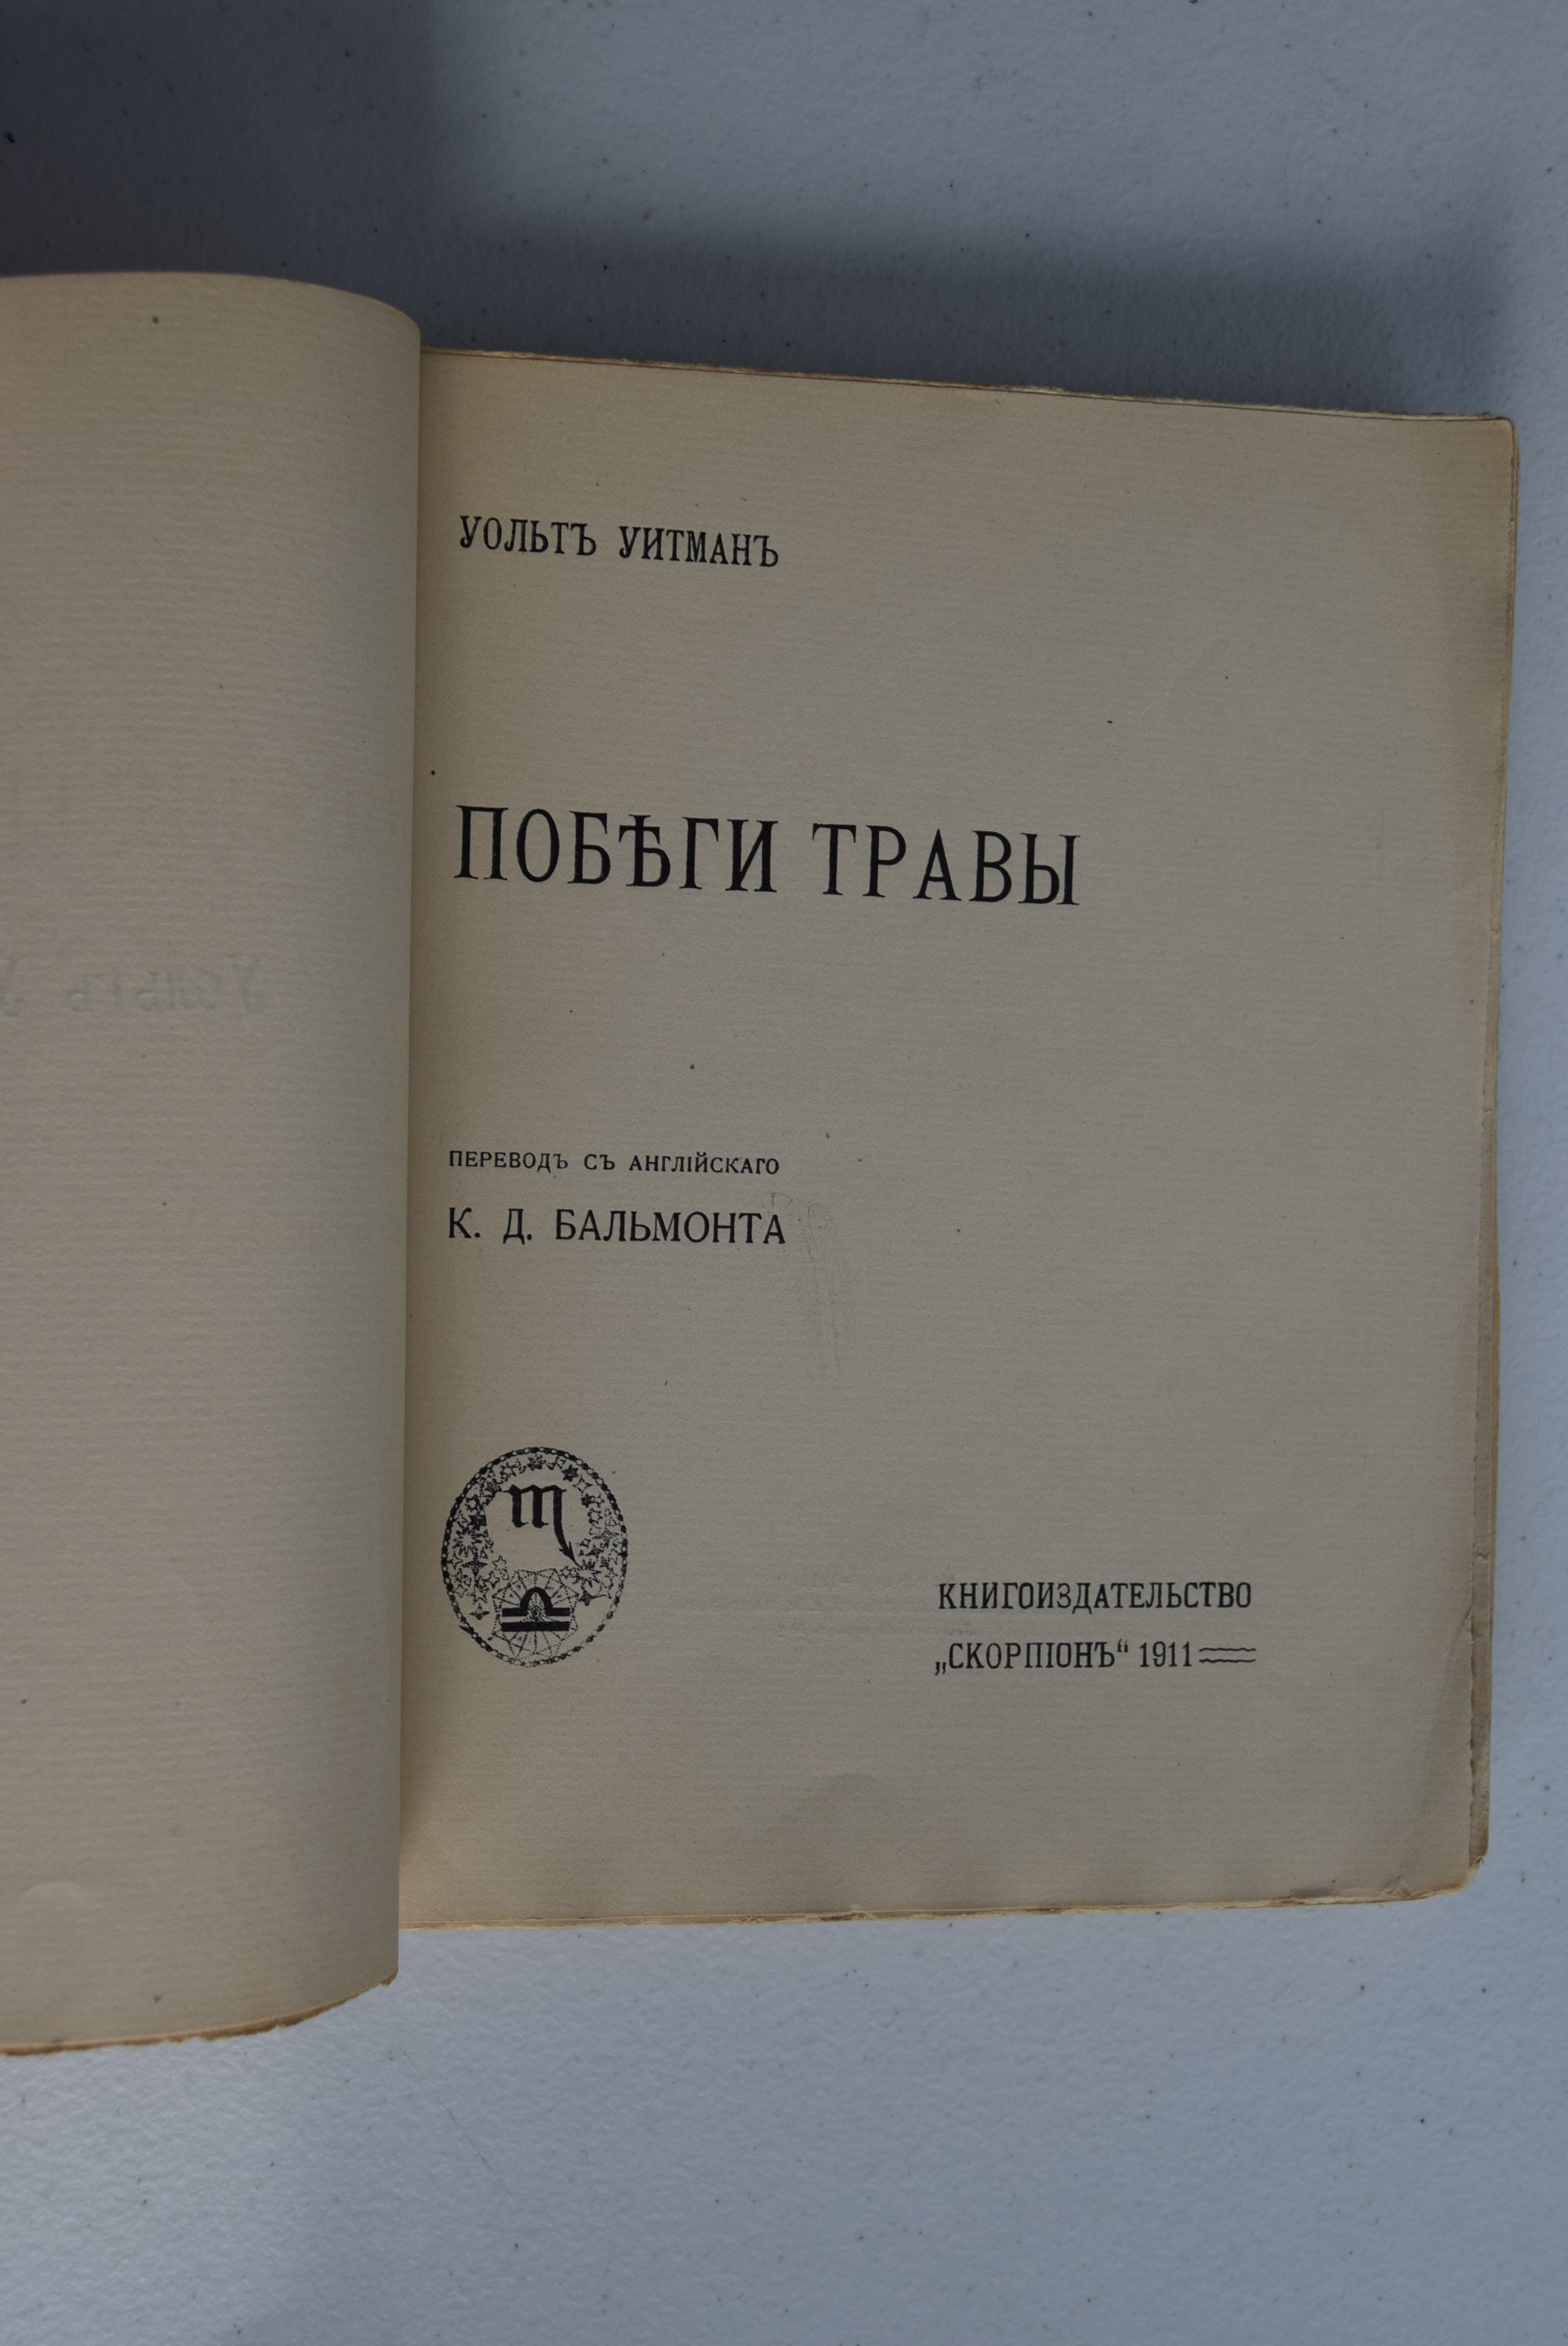 УОЛЬТЪ УИТМАНЪ
ПОБѢГИ ТРАВЫ
ПЕРЕВОДЪ СЪ АНГЛІЙСКАГО
К. Д. БАЛЬМОНТА
КНИГОИЗДАТЕЛЬСТВО
„СКОРПІОНЪ“ 1911